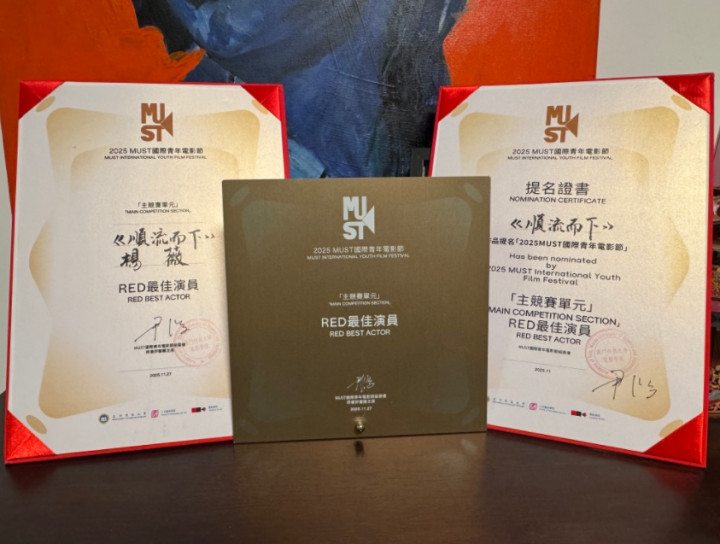 MUST
2025 MUST國際青年電影節
MUST INTERNATIONAL YOUTH FILM FESTIVAL
「主競賽單元」
"MAIN COMPETITION SECTION"
《順流而下》
楊薇
RED最佳演員
RED BEST ACTOR
2025.11.27
MUST
2025 MUST國際青年電影節
MUST INTERNATIONAL YOUTH FILM FESTIVAL
「主競賽單元」
"MAIN COMPETITION SECTION"
RED最佳演員
RED BEST ACTOR
2025.11.27
MUST
2025 MUST國際青年電影節
MUST INTERNATIONAL YOUTH FILM FESTIVAL
提名證書
NOMINATION CERTIFICATE
《順流而下》
品提名「2025MUST國際青年電影節」
Has been nominated
by
2025 MUST International Youth
Film Festival
「主競賽單元」
"MAIN COMPETITION SECTION"
RED最佳演員
RED BEST ACTOR
2025.11